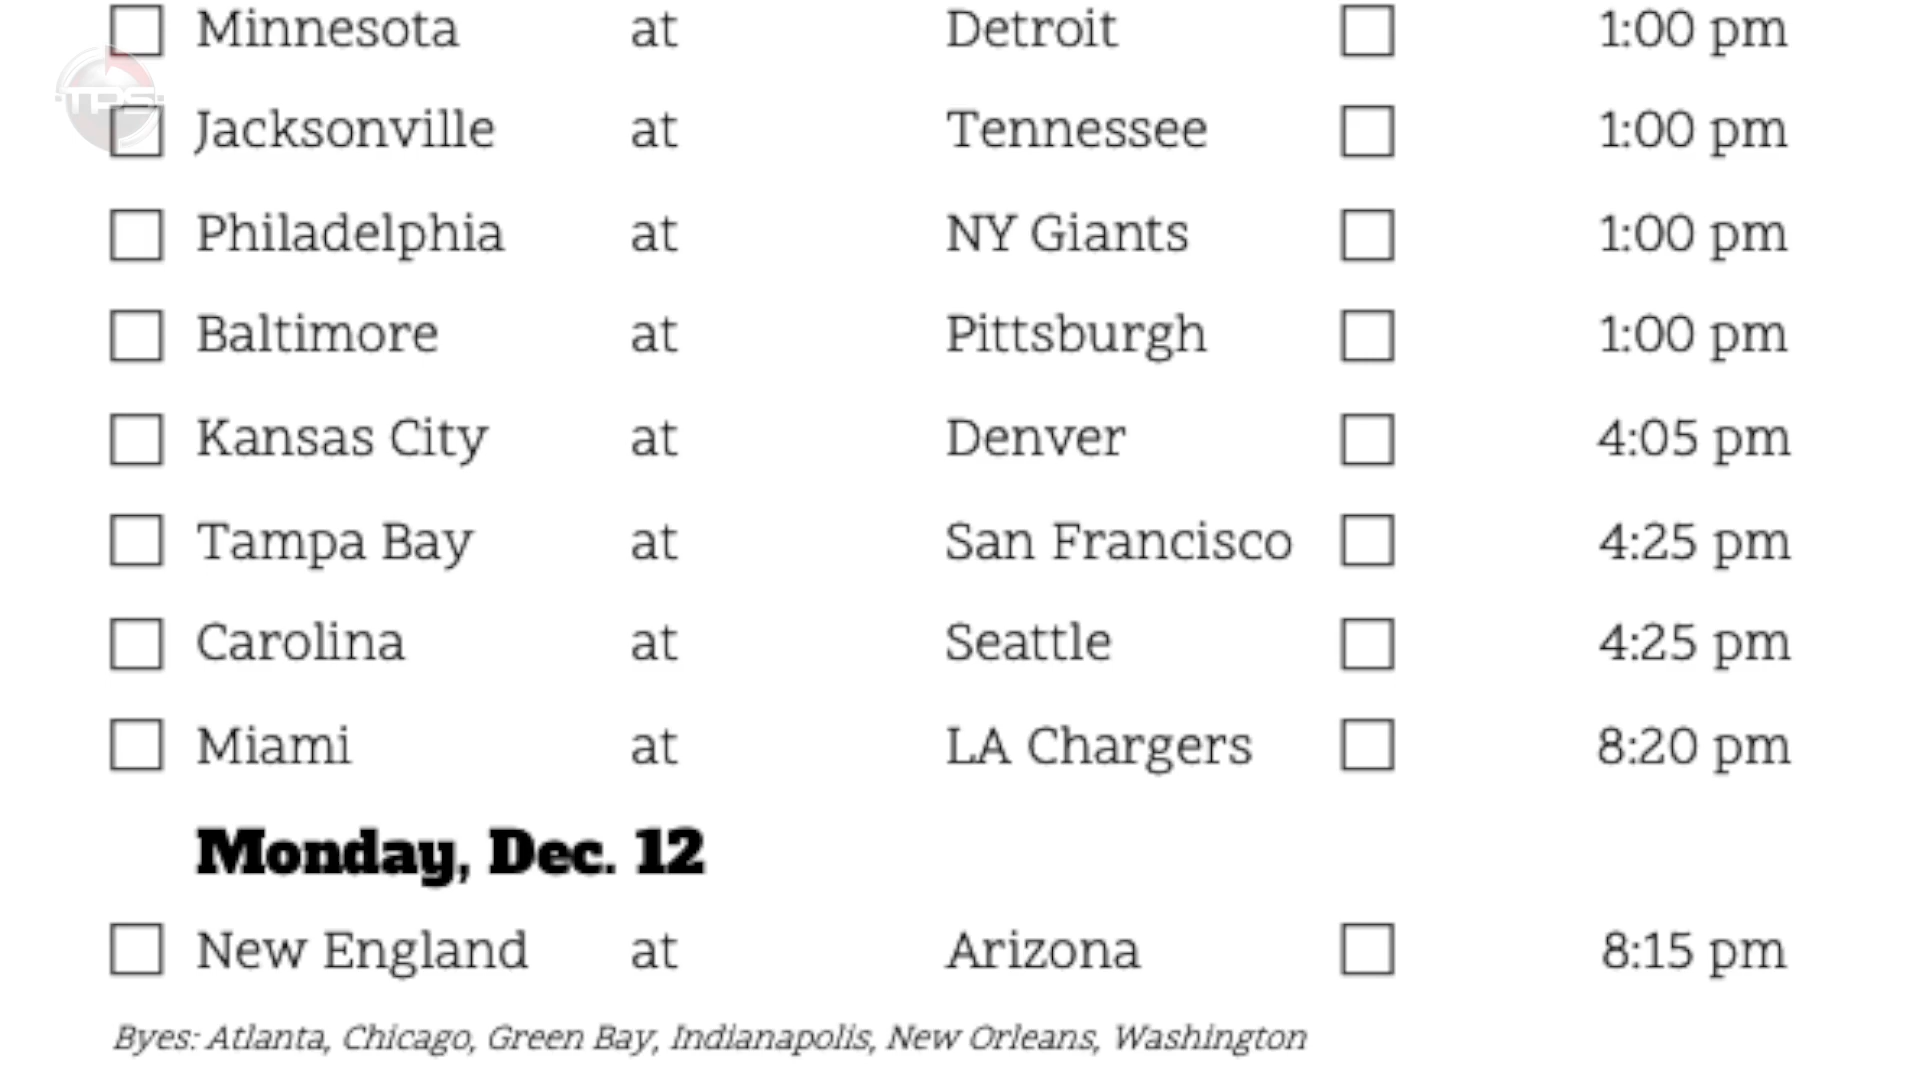 Minnesota at Detroit 1:00 pm
TPS
Jacksonville at Tennessee 1:00 pm
Philadelphia at NY Giants 1:00 pm
Baltimore at Pittsburgh 1:00 pm
Kansas City at Denver 4:05 pm
Tampa Bay at San Francisco 4:25 pm
Carolina at Seattle 4:25 pm
Miami at LA Chargers 8:20 pm
Monday, Dec. 12
New England at Arizona 8:15 pm
Byes: Atlanta, Chicago, Green Bay, Indianapolis, New Orleans, Washington